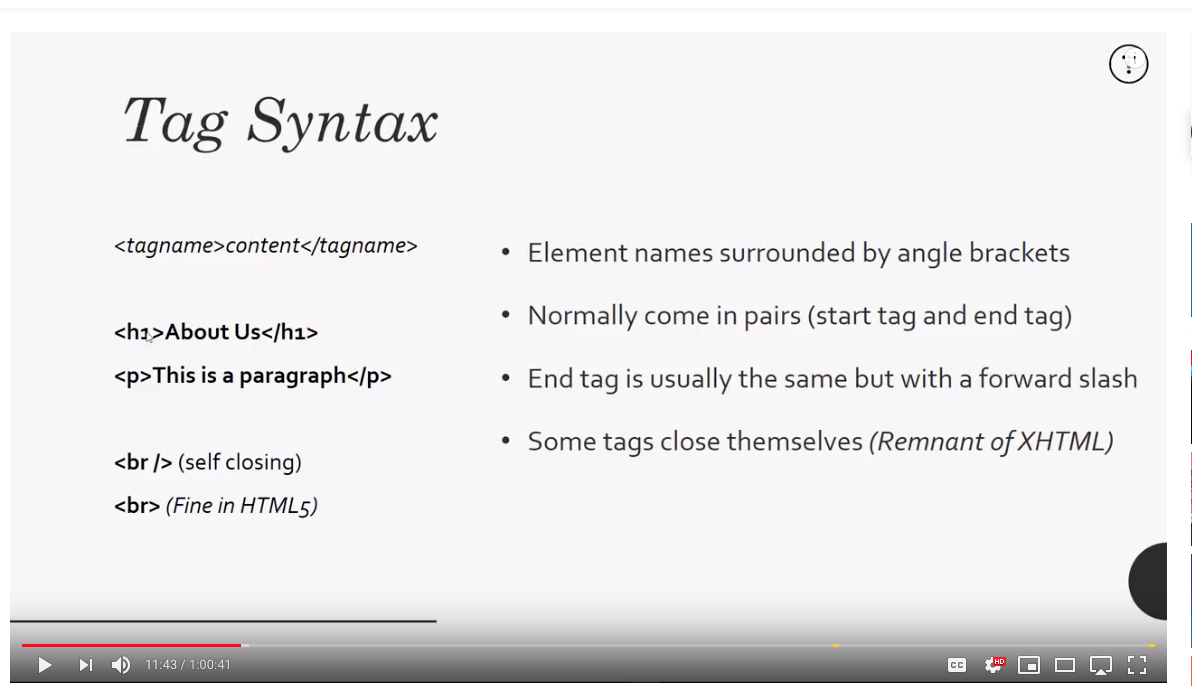 Tag Syntax
<tagname>content</tagname>
<h1>About Us</h1>
<p>This is a paragraph</p>
<br /> (self closing)
<br> (Fine in HTML5)
• Element names surrounded by angle brackets
• Normally come in pairs (start tag and end tag)
• End tag is usually the same but with a forward slash
• Some tags close themselves (Remnant of XHTML)
11:43 / 1:00:41
CC
HD